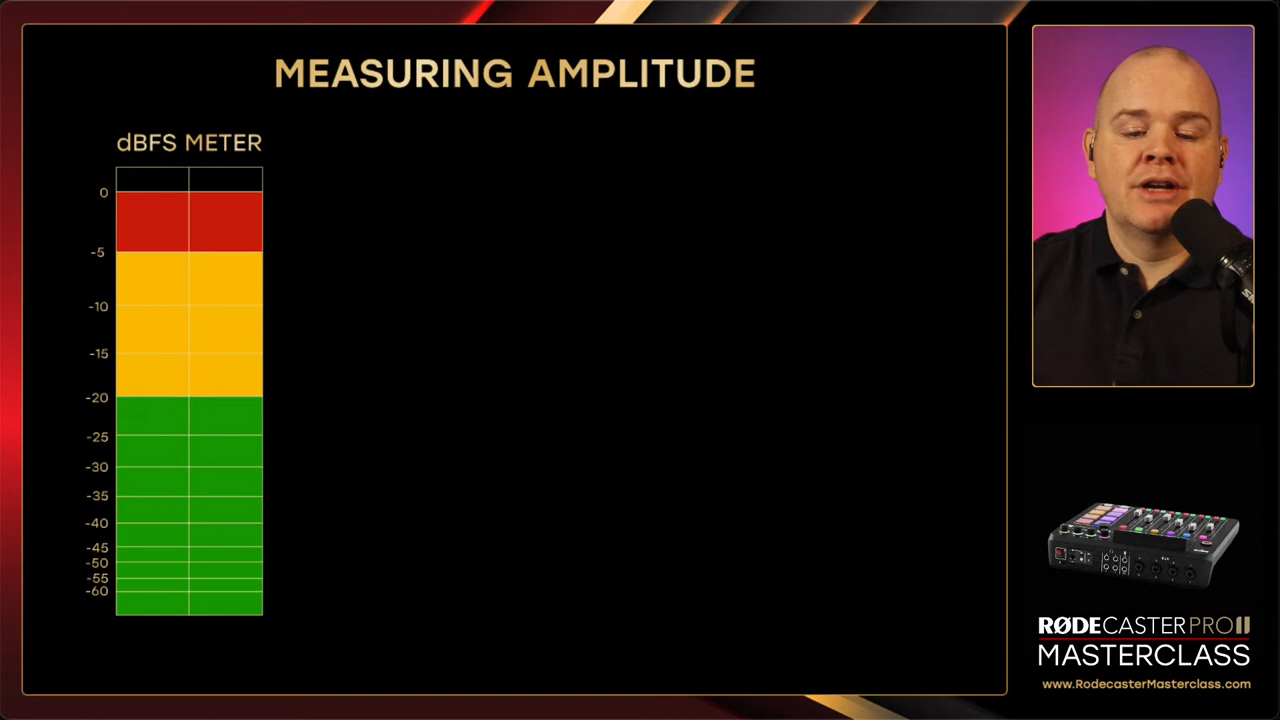 MEASURING AMPLITUDE
dBFS METER
0
-5
-10
-15
-20
-25
-30
-35
-40
-45
-50
-55
-60
RØDECASTER PRO II
MASTERCLASS
www.RodecasterMasterclass.com